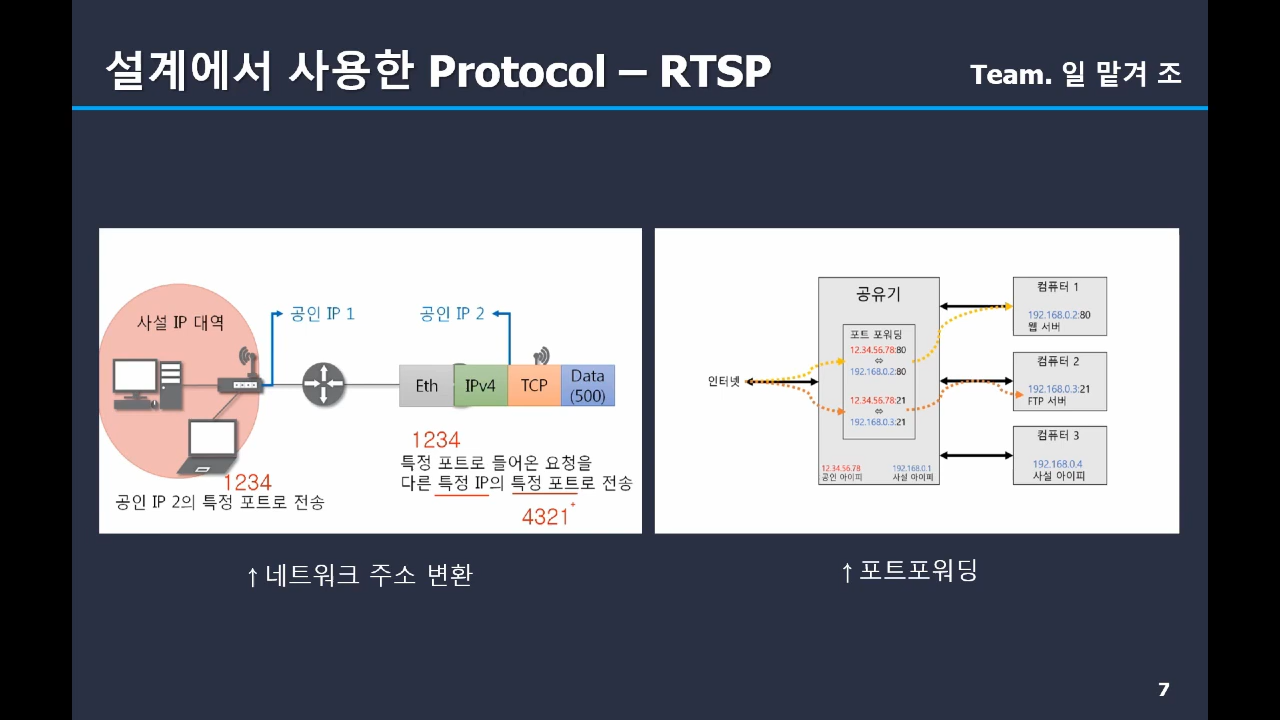 설계에서 사용한 Protocol – RTSP
Team. 일 맡겨 조
사설 IP 대역
공인 IP 1
공인 IP 2
Eth
IPv4
TCP
Data
(500)
1234
특정 포트로 들어온 요청을
다른 특정 IP의 특정 포트로 전송
4321
1234
공인 IP 2의 특정 포트로 전송
↑네트워크 주소 변환
인터넷
공유기
포트 포워딩
12.34.56.78:80
⇔
192.168.0.2:80
12.34.56.78:21
⇔
192.168.0.3:21
12.34.56.78
공인 아이피
192.168.0.1
사설 아이피
컴퓨터 1
192.168.0.2:80
웹 서버
컴퓨터 2
192.168.0.3:21
FTP 서버
컴퓨터 3
192.168.0.4
사설 아이피
↑포트포워딩
7